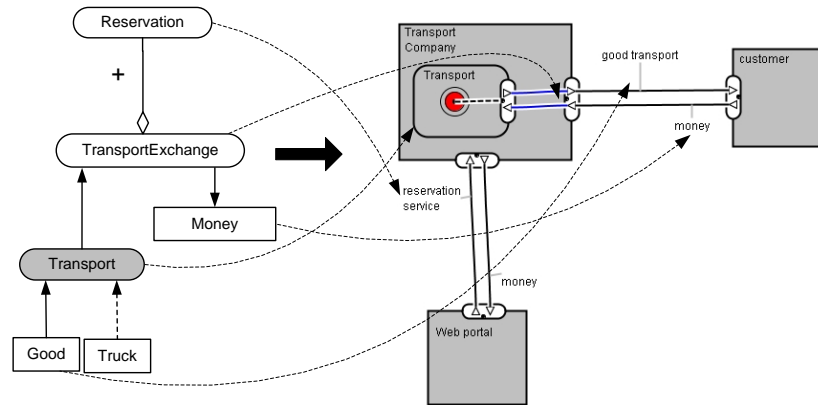 Reservation
+
TransportExchange
Money
Transport
Good
Truck
Transport
Company
Transport
good transport
customer
money
reservation
service
money
Web portal